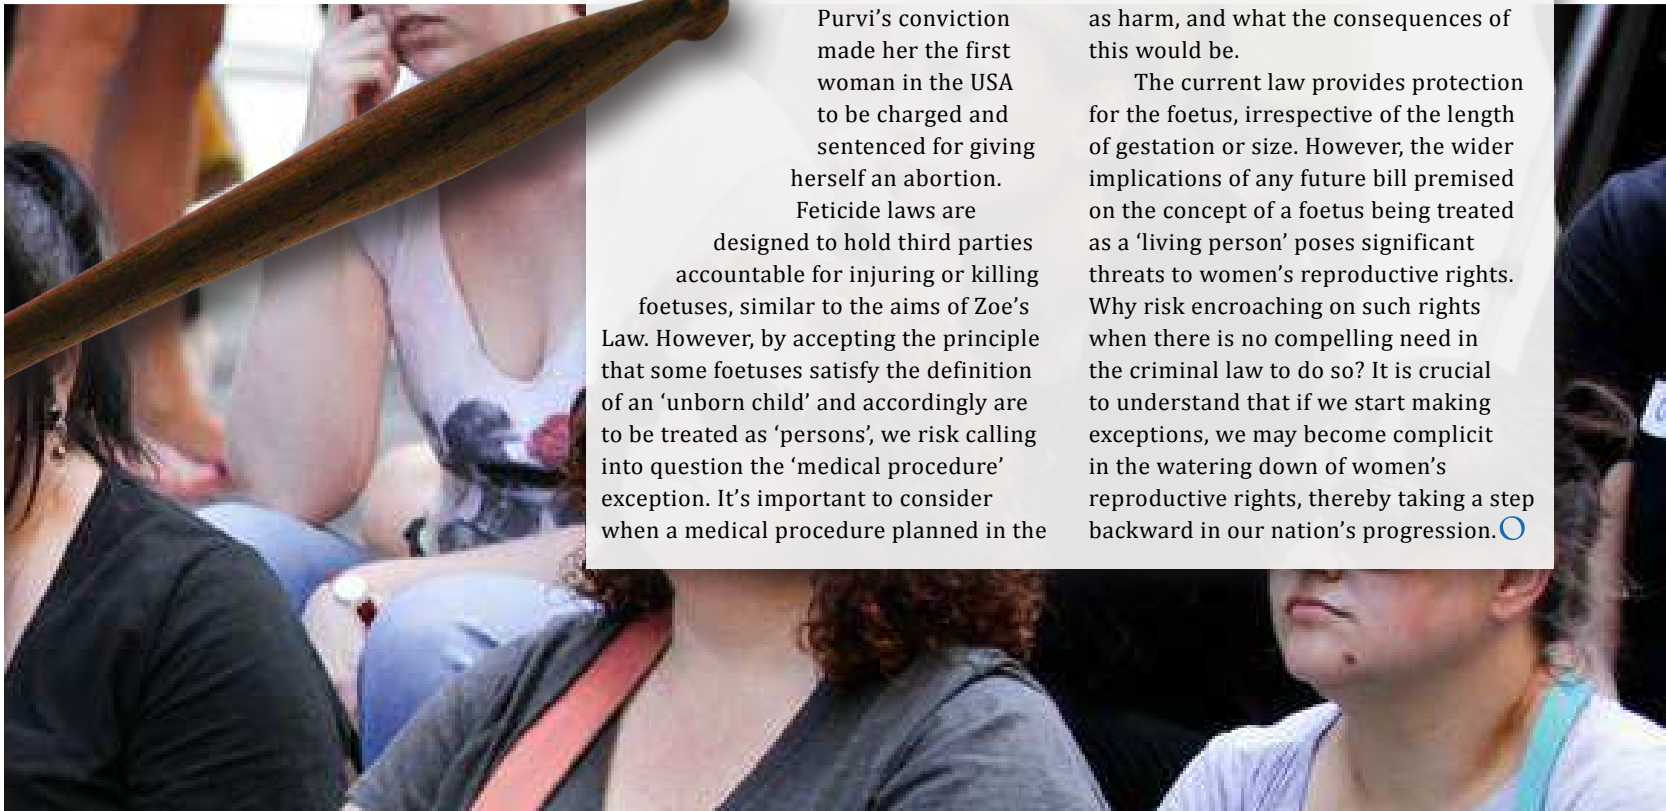 Purvi’s conviction
made her the first
woman in the USA
to be charged and
sentenced for giving
herself an abortion.
Feticide laws are
designed to hold third parties
accountable for injuring or killing
foetuses, similar to the aims of Zoe’s
Law. However, by accepting the principle
that some foetuses satisfy the definition
of an ‘unborn child’ and accordingly are
to be treated as ‘persons’, we risk calling
into question the ‘medical procedure’
exception. It’s important to consider
when a medical procedure planned in the
as harm, and what the consequences of
this would be.
The current law provides protection
for the foetus, irrespective of the length
of gestation or size. However, the wider
implications of any future bill premised
on the concept of a foetus being treated
as a ‘living person’ poses significant
threats to women’s reproductive rights.
Why risk encroaching on such rights
when there is no compelling need in
the criminal law to do so? It is crucial
to understand that if we start making
exceptions, we may become complicit
in the watering down of women’s
reproductive rights, thereby taking a step
backward in our nation’s progression.